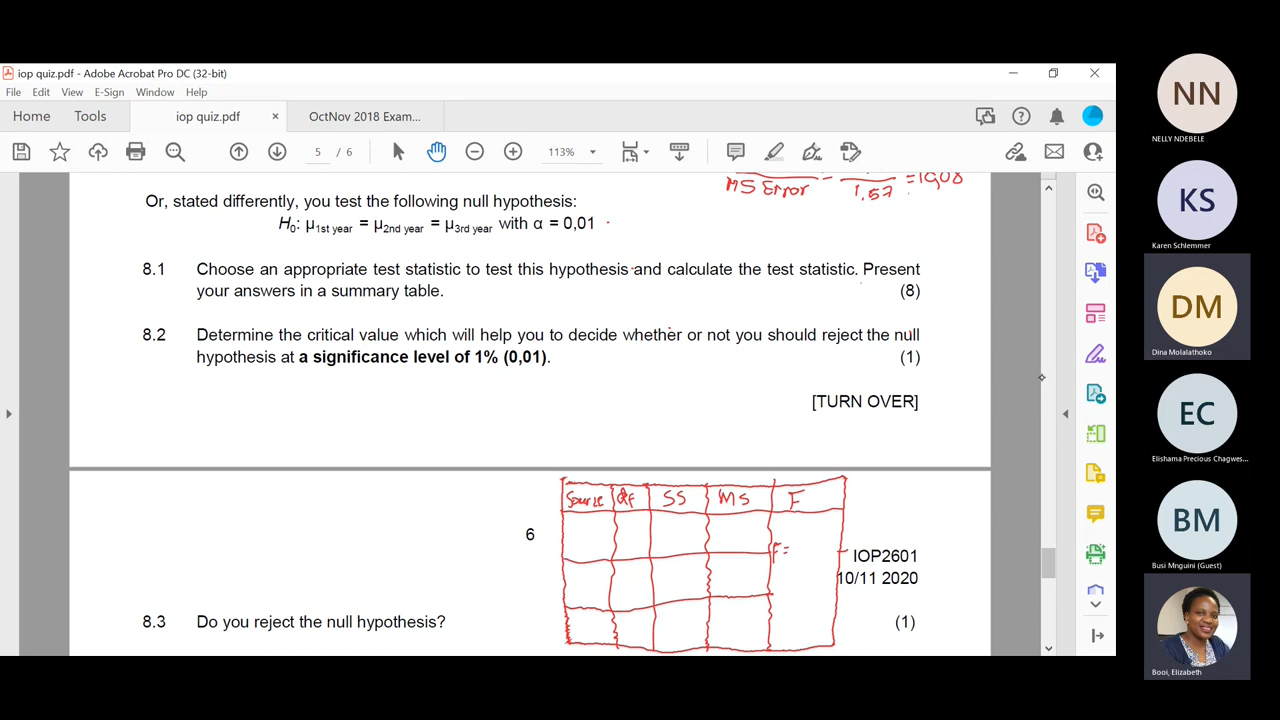 iop quiz.pdf - Adobe Acrobat Pro DC (32-bit)
File Edit View E-Sign Window Help
Home Tools iop quiz.pdf × OctNov 2018 Exam...
5 / 6 113%
MS Error 1.57 =
Or, stated differently, you test the following null hypothesis:
H0: μ1st year = μ2nd year = μ3rd year with α = 0,01
8.1 Choose an appropriate test statistic to test this hypothesis and calculate the test statistic. Present
your answers in a summary table. (8)
8.2 Determine the critical value which will help you to decide whether or not you should reject the null
hypothesis at a significance level of 1% (0,01). (1)
[TURN OVER]
Source df SS MS F
6
F=
IOP2601
10/11 2020
8.3 Do you reject the null hypothesis? (1)
NN
NELLY NDEBELE
KS
Karen Schlemmer
DM
Dina Molalathoko
EC
Elishama Precious Chagwes...
BM
Busi Mnguini (Guest)
Booi, Elizabeth